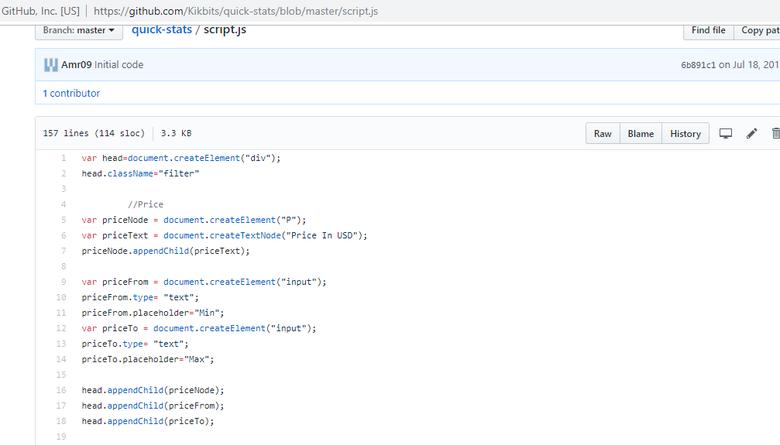 GitHub, Inc. [US] | https://github.com/Kikbits/quick-stats/blob/master/script.js
Branch: master quick-stats / script.js Find file Copy pat
Amr09 Initial code 6b891c1 on Jul 18, 201
1 contributor
157 lines (114 sloc) 3.3 KB Raw Blame History
1 var head=document.createElement("div");
2 head.className="filter"
3
4 //Price
5 var priceNode = document.createElement("P");
6 var priceText = document.createTextNode("Price In USD");
7 priceNode.appendChild(priceText);
8
9 var priceFrom = document.createElement("input");
10 priceFrom.type= "text";
11 priceFrom.placeholder="Min";
12 var priceTo = document.createElement("input");
13 priceTo.type= "text";
14 priceTo.placeholder="Max";
15
16 head.appendChild(priceNode);
17 head.appendChild(priceFrom);
18 head.appendChild(priceTo);
19